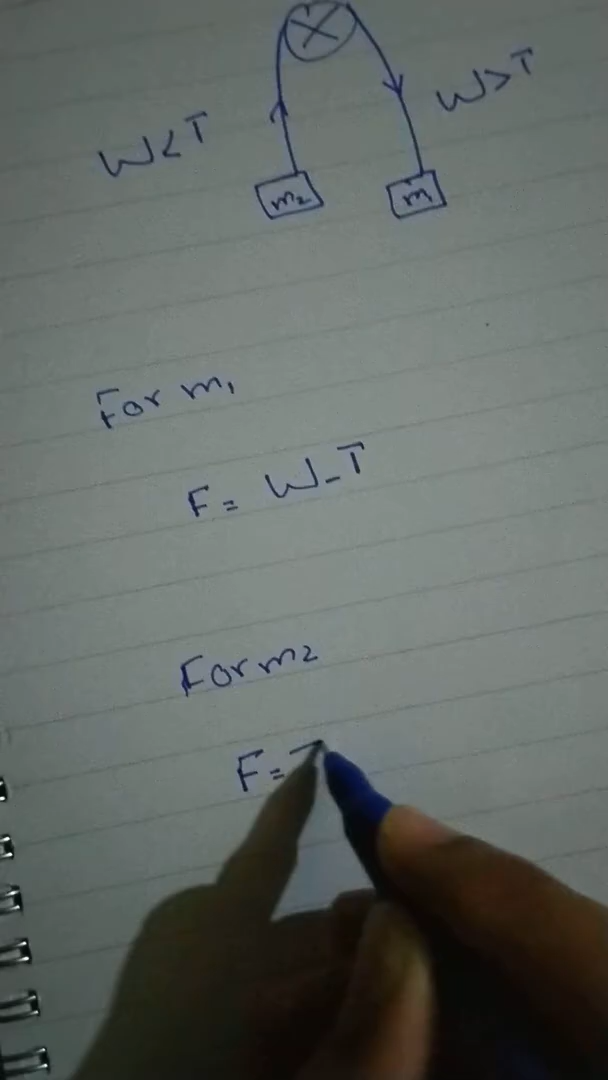 W<T
W>T
m2
m
For m1
F = W-T
For m2
F = T